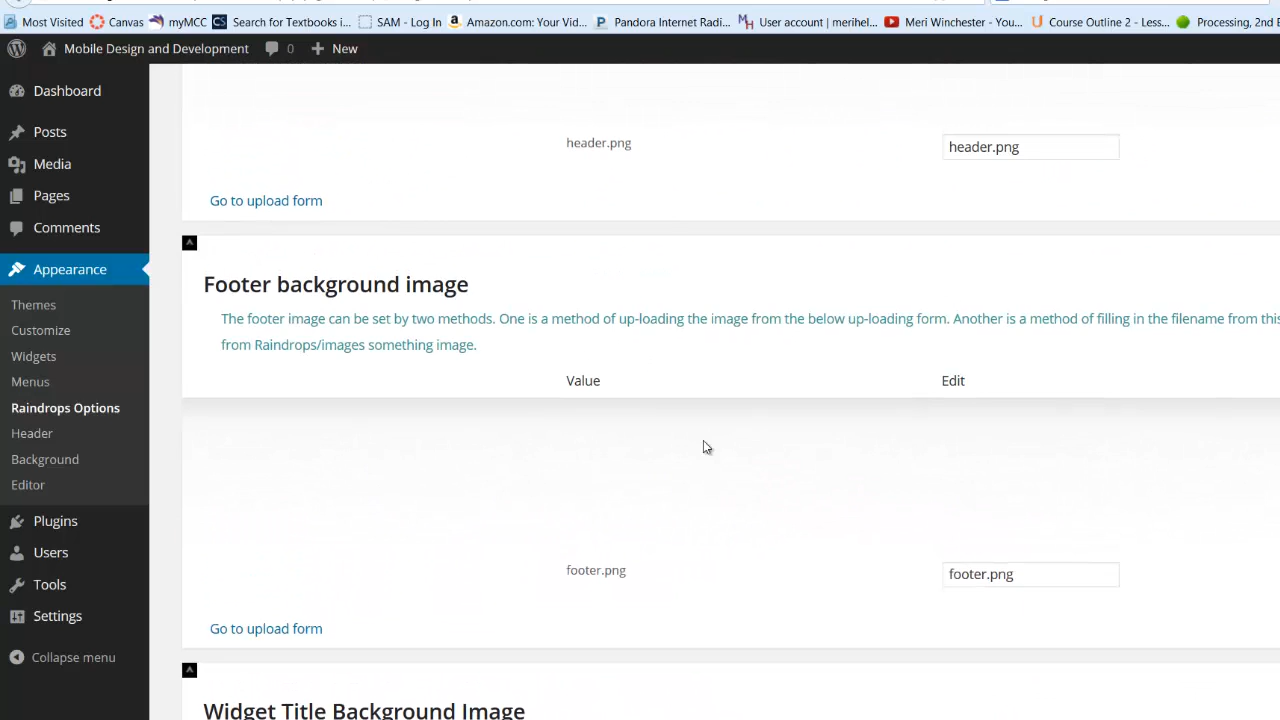 Most Visited Canvas myMCC Search for Textbooks i... SAM - Log In Amazon.com: Your Vid... Pandora Internet Radi... User account | merihel... Meri Winchester - You... Course Outline 2 - Less... Processing, 2nd E
Mobile Design and Development 0 New
Dashboard
Posts
Media
Pages
Comments
Appearance
Themes
Customize
Widgets
Menus
Raindrops Options
Header
Background
Editor
Plugins
Users
Tools
Settings
Collapse menu
header.png header.png
Go to upload form
Footer background image
The footer image can be set by two methods. One is a method of up-loading the image from the below up-loading form. Another is a method of filling in the filename from this
from Raindrops/images something image.
Value Edit
footer.png footer.png
Go to upload form
Widget Title Background Image